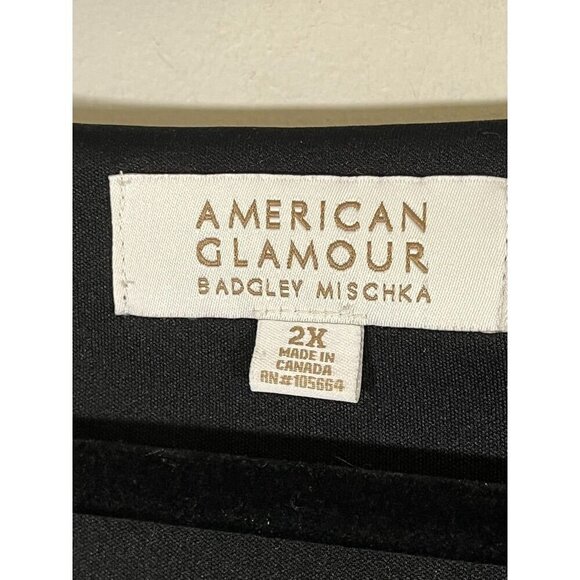 AMERICAN
GLAMOUR
BADGLEY MISCHKA
2X
MADE IN
CANADA
RN#105664